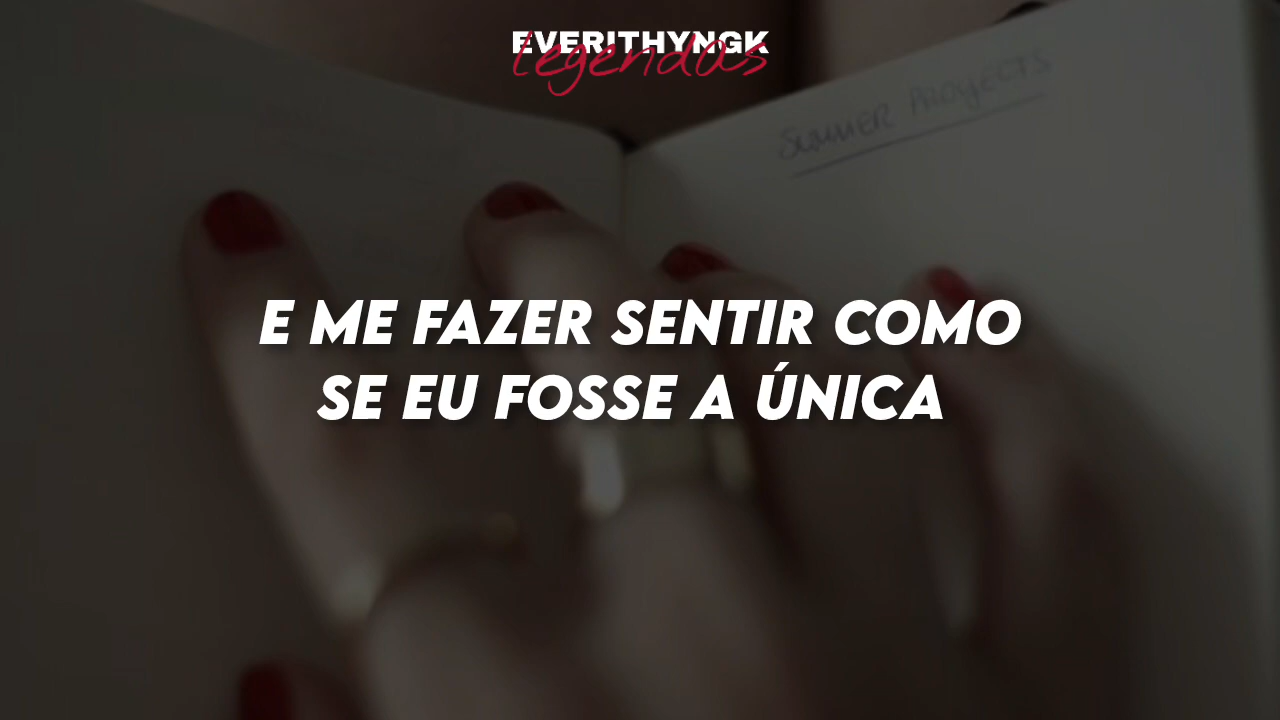 EVERITHYNGK
legendas
SUMMER PROJECTS
E ME FAZER SENTIR COMO
SE EU FOSSE A ÚNICA